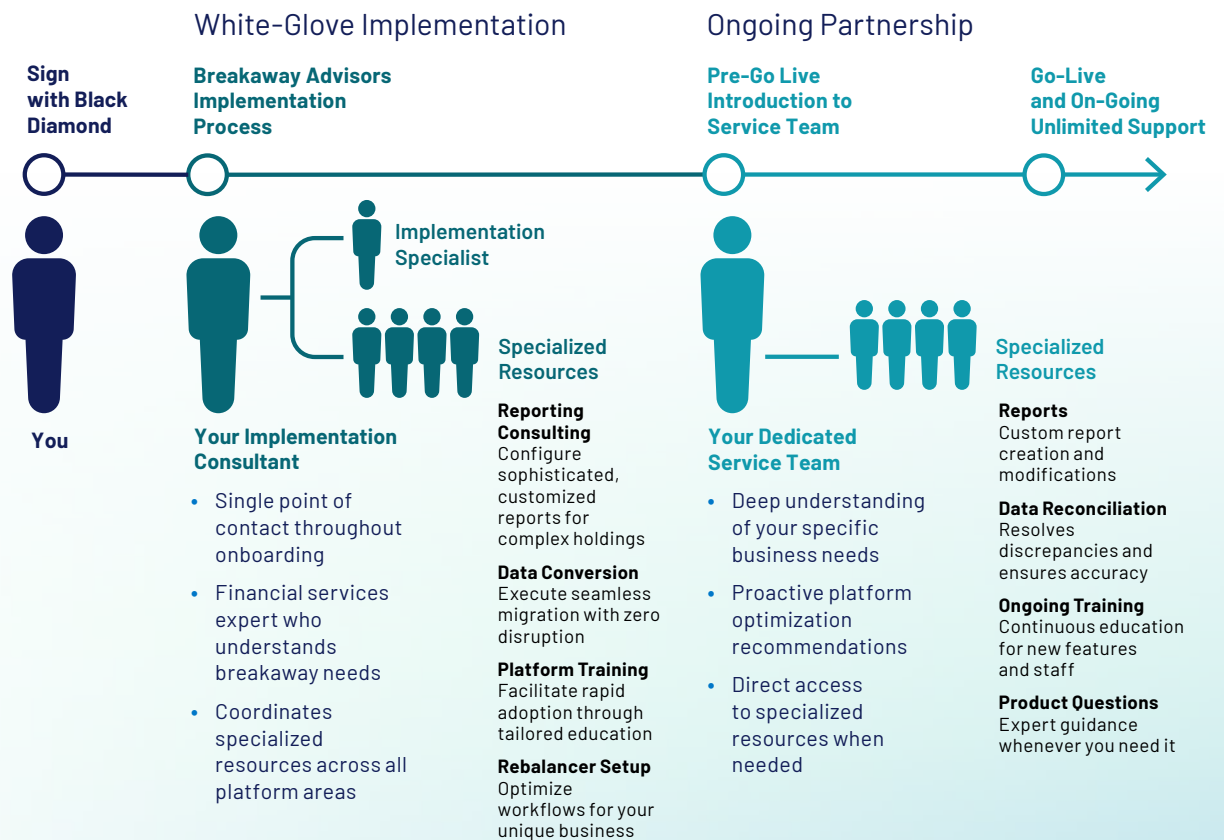 White-Glove Implementation
Ongoing Partnership
Sign
with Black
Diamond
Breakaway Advisors
Implementation
Process
Pre-Go Live
Introduction to
Service Team
Go-Live
and On-Going
Unlimited Support
You
Implementation
Specialist
Specialized
Resources
Your Implementation
Consultant
• Single point of
contact throughout
onboarding
• Financial services
expert who
understands
breakaway needs
• Coordinates
specialized
resources across all
platform areas
Reporting
Consulting
Configure
sophisticated,
customized
reports for
complex holdings
Data Conversion
Execute seamless
migration with zero
disruption
Platform Training
Facilitate rapid
adoption through
tailored education
Rebalancer Setup
Optimize
workflows for your
unique business
Your Dedicated
Service Team
• Deep understanding
of your specific
business needs
• Proactive platform
optimization
recommendations
• Direct access
to specialized
resources when
needed
Specialized
Resources
Reports
Custom report
creation and
modifications
Data Reconciliation
Resolves
discrepancies and
ensures accuracy
Ongoing Training
Continuous education
for new features
and staff
Product Questions
Expert guidance
whenever you need it